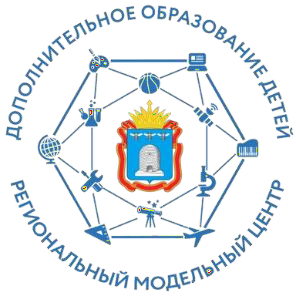 ДОПОЛНИТЕЛЬНОЕ ОБРАЗОВАНИЕ ДЕТЕЙ
РЕГИОНАЛЬНЫЙ МОДЕЛЬНЫЙ ЦЕНТР